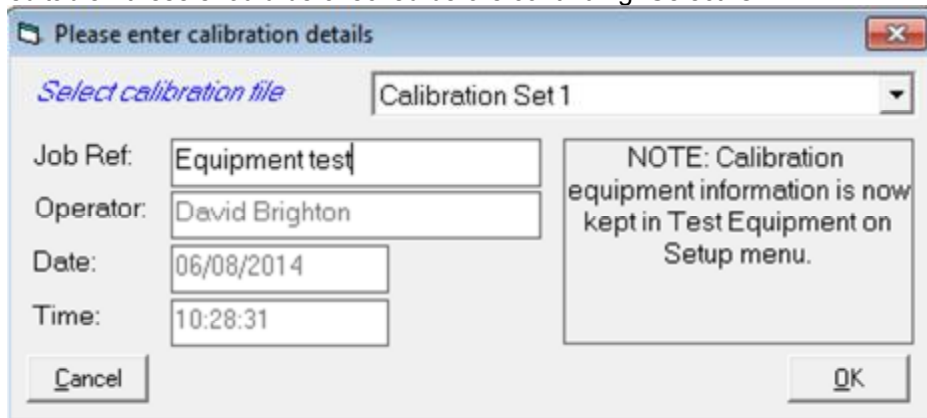 Please enter calibration details
Select calibration file
Calibration Set 1
Job Ref:
Equipment test
Operator:
David Brighton
Date:
06/08/2014
Time:
10:28:31
NOTE: Calibration
equipment information is now
kept in Test Equipment on
Setup menu.
Cancel
OK